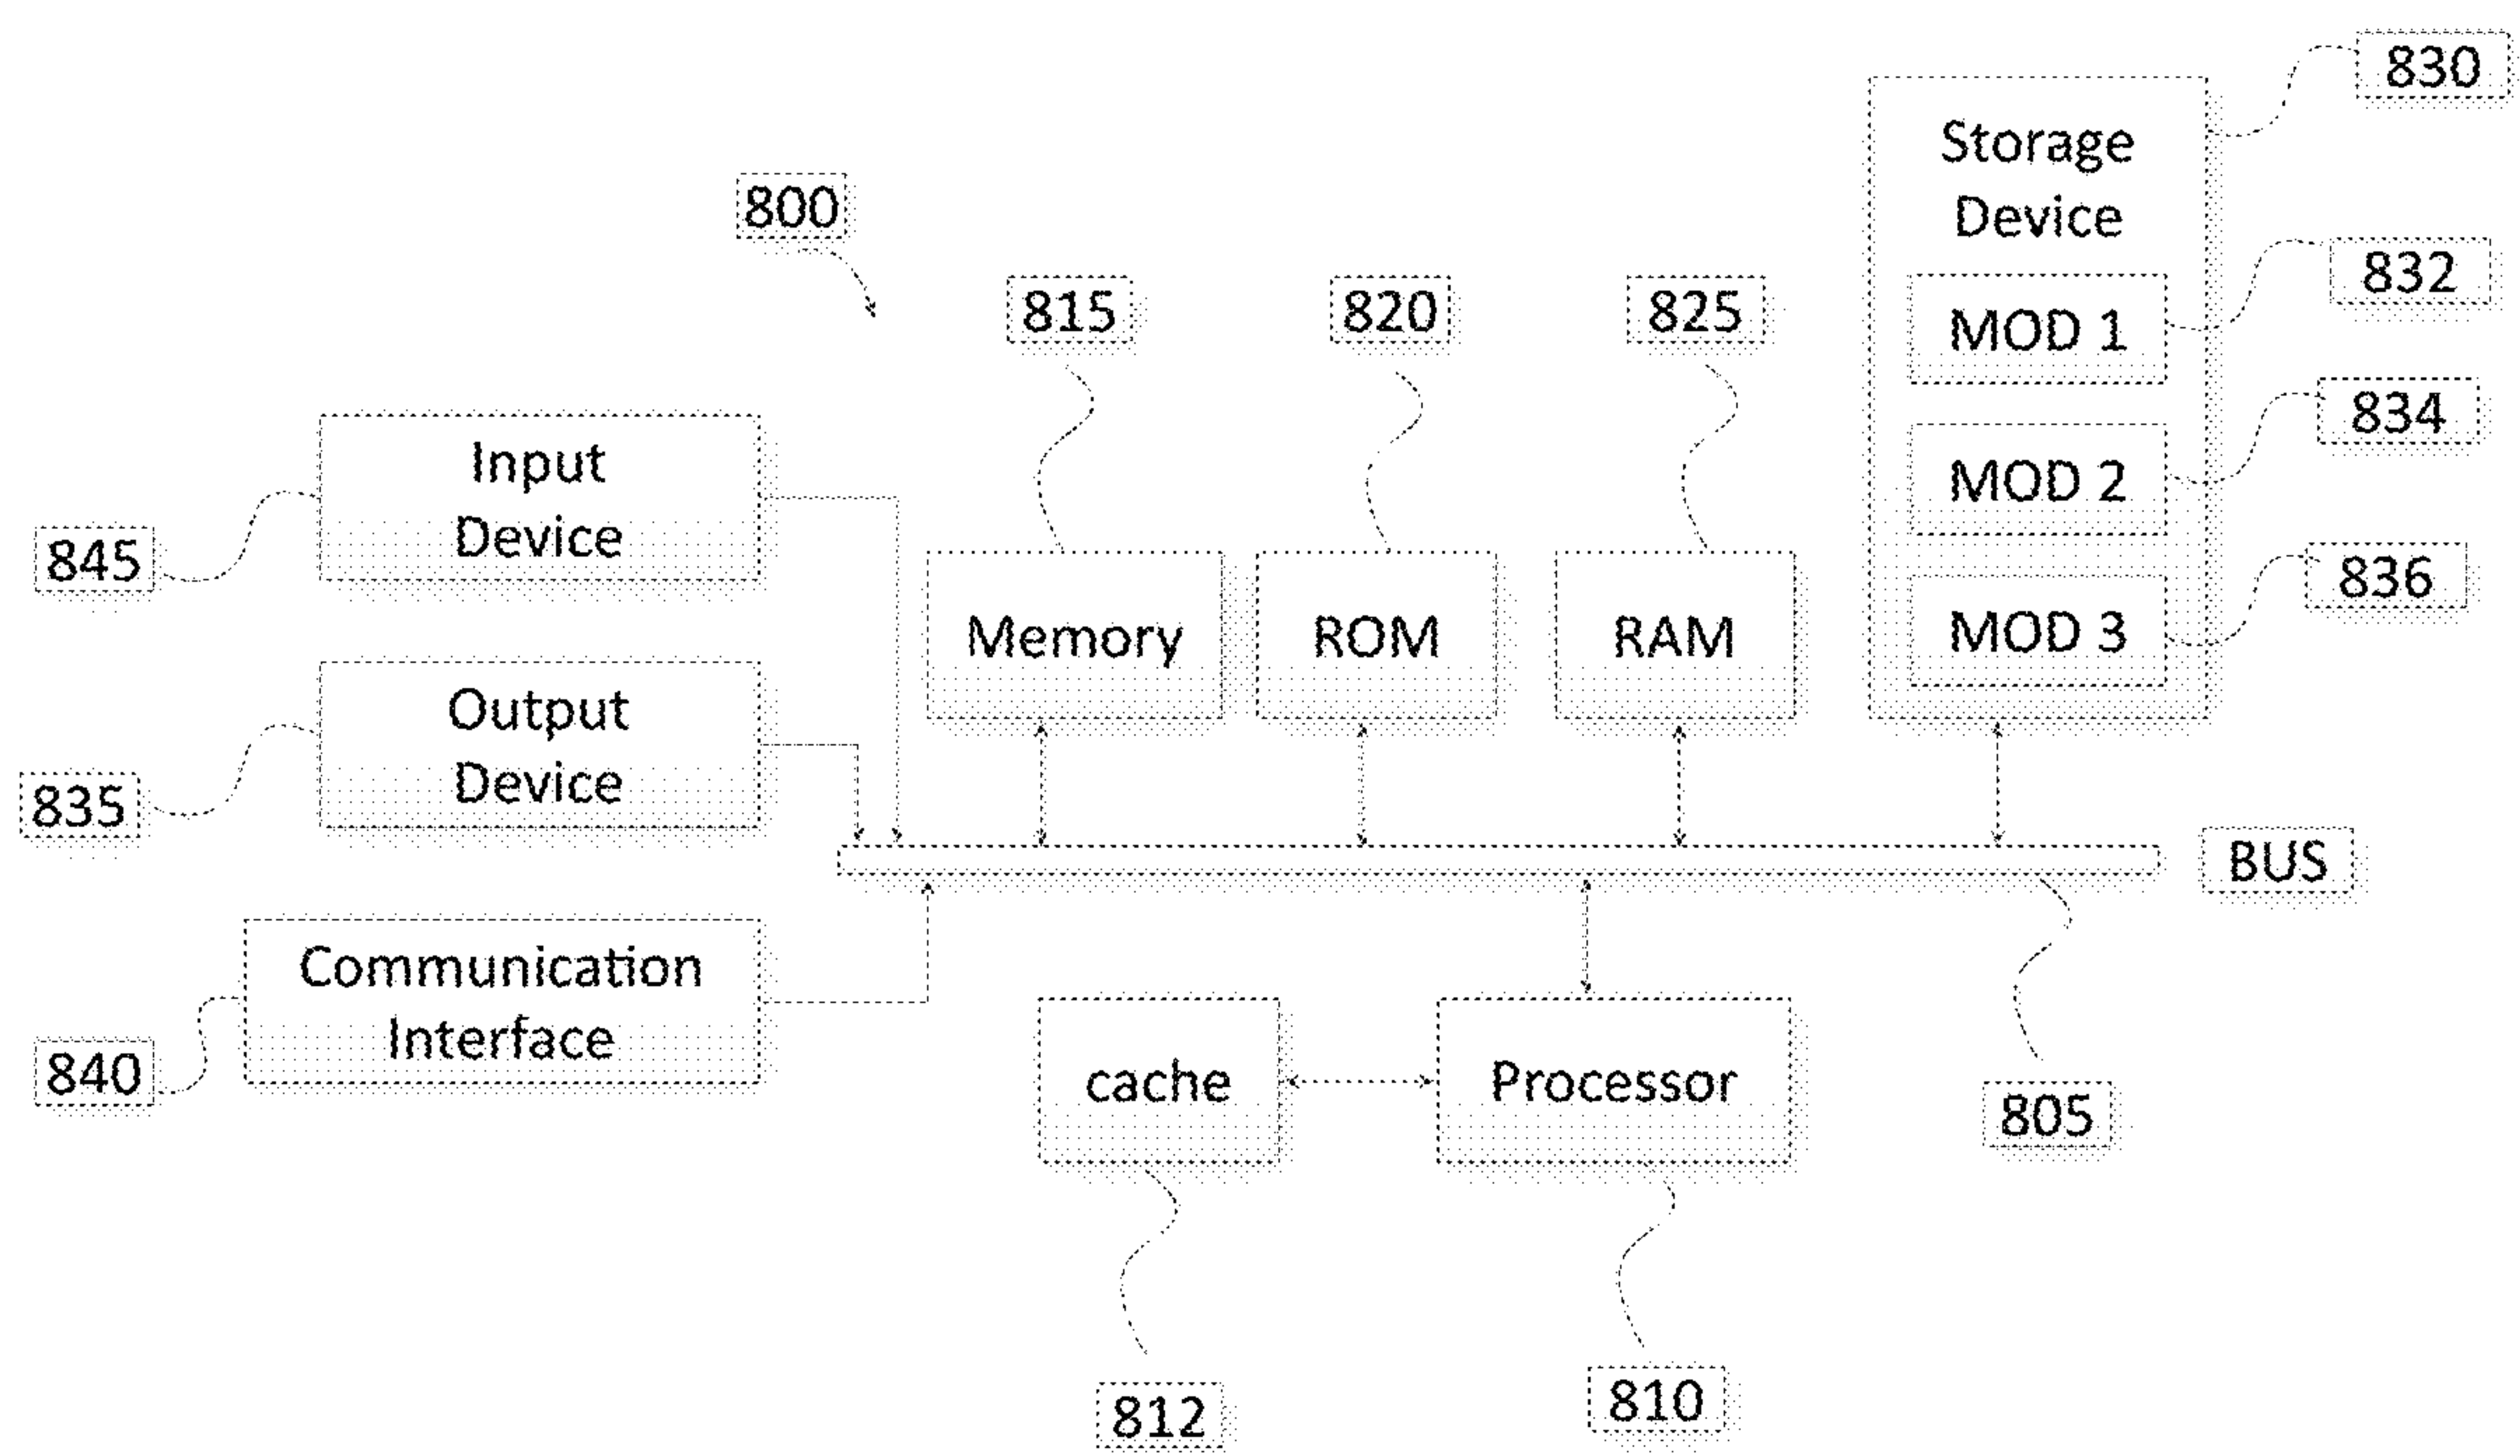 830
Storage
Device
800
832
815
820
825
MOD 1
834
Input
Device
MOD 2
845
836
Memory
ROM
RAM
MOD 3
Output
Device
835
BUS
Communication
Interface
840
cache
Processor
805
812
810